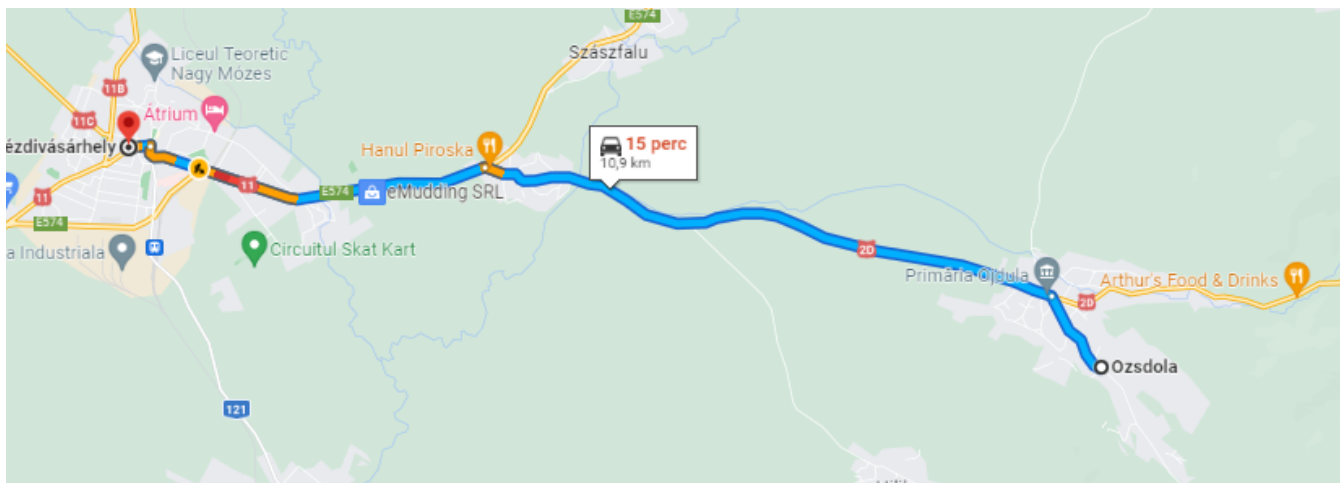 E574
Szászfalu
Liceul Teoretic
Nagy Mózes
11B
Átrium
11C
ézdivásárhely
Hanul Piroska
15 perc
10,9 km
11
E574
eMudding SRL
11
E574
a Industriala
Circuitul Skat Kart
2D
Primăria Ojdula
Arthur's Food & Drinks
2D
Ozsdola
121